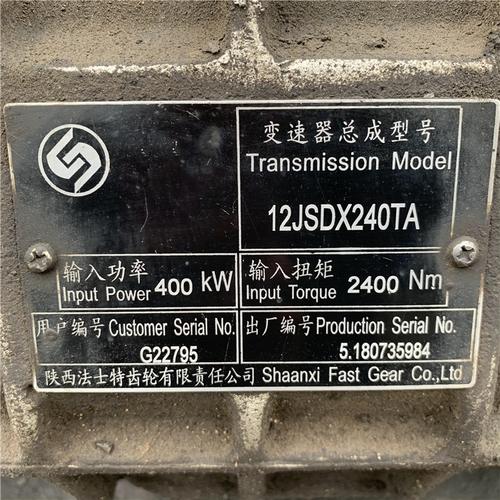 变速器总成型号
Transmission Model
12JSDX240TA
输入功率
Input Power 400 kW
输入扭矩
Input Torque 2400 Nm
用户编号 Customer Serial No.
G22795
出厂编号 Production Serial No.
5.180735984
陕西法士特齿轮有限责任公司 Shaanxi Fast Gear Co.,Ltd